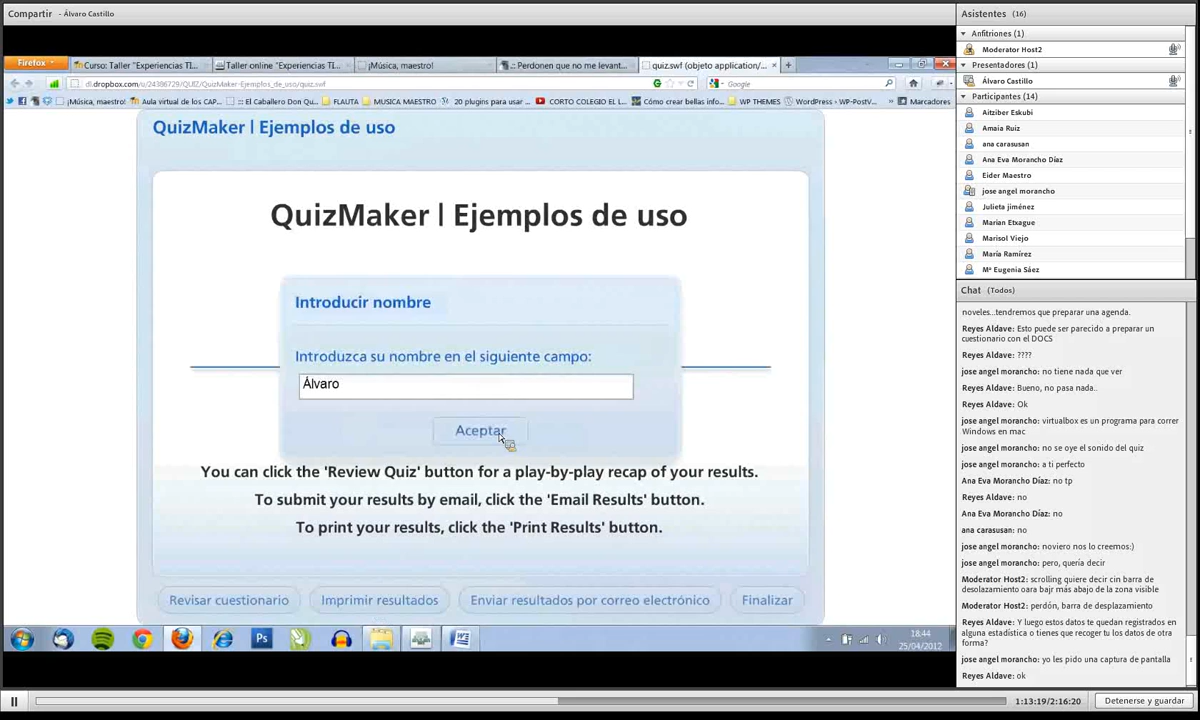 Compartir - Álvaro Castillo
Firefox
Curso: Taller "Experiencias TI...
Taller online "Experiencias TI...
¡Música, maestro!
.: Perdonen que no me levant...
quiz.swf (objeto application/...
dl.dropbox.com/u/24386729/QUIZ/QuizMaker-Ejemplos_de_uso/quiz.swf
Google
¡Música, maestro!
Aula virtual de los CAP...
:: El Caballero Don Qu...
FLAUTA
MUSICA MAESTRO
20 plugins para usar ...
CORTO COLEGIO EL L...
Cómo crear bellas info...
WP THEMES
WordPress › WP-PostV...
Marcadores
QuizMaker | Ejemplos de uso
QuizMaker | Ejemplos de uso
Introducir nombre
Introduzca su nombre en el siguiente campo:
Álvaro
Aceptar
You can click the 'Review Quiz' button for a play-by-play recap of your results.
To submit your results by email, click the 'Email Results' button.
To print your results, click the 'Print Results' button.
Revisar cuestionario
Imprimir resultados
Enviar resultados por correo electrónico
Finalizar
18:44
25/04/2012
Asistentes (16)
Anfitriones (1)
Moderator Host2
Presentadores (1)
Álvaro Castillo
Participantes (14)
Aitziber Eskubi
Amaia Ruiz
ana carasusan
Ana Eva Morancho Díaz
Eider Maestro
jose angel morancho
Julieta jiménez
Marian Etxague
Marisol Viejo
María Ramírez
Mª Eugenia Sáez
Chat (Todos)
noveles...tendremos que preparar una agenda.
Reyes Aldave: Esto puede ser parecido a preparar un
cuestionario con el DOCS
Reyes Aldave: ????
jose angel morancho: no tiene nada que ver
Reyes Aldave: Bueno, no pasa nada..
Reyes Aldave: Ok
jose angel morancho: virtualbox es un programa para correr
Windows en mac
jose angel morancho: no se oye el sonido del quiz
jose angel morancho: a ti perfecto
Ana Eva Morancho Díaz: no tp
Reyes Aldave: no
Ana Eva Morancho Díaz: no
ana carasusan: no
jose angel morancho: noviero nos lo creemos:)
jose angel morancho: pero, quería decir
Moderator Host2: scrolling quiere decir cin barra de
deslazamiento oara bajr más abajo de la zona visible
Moderator Host2: perdón, barra de desplazamiento
Reyes Aldave: Y luego estos datos te quedan registrados en
alguna estadística o tienes que recoger tu los datos de otra
forma?
jose angel morancho: yo les pido una captura de pantalla
Reyes Aldave: ok
1:13:19/2:16:20
Detenerse y guardar